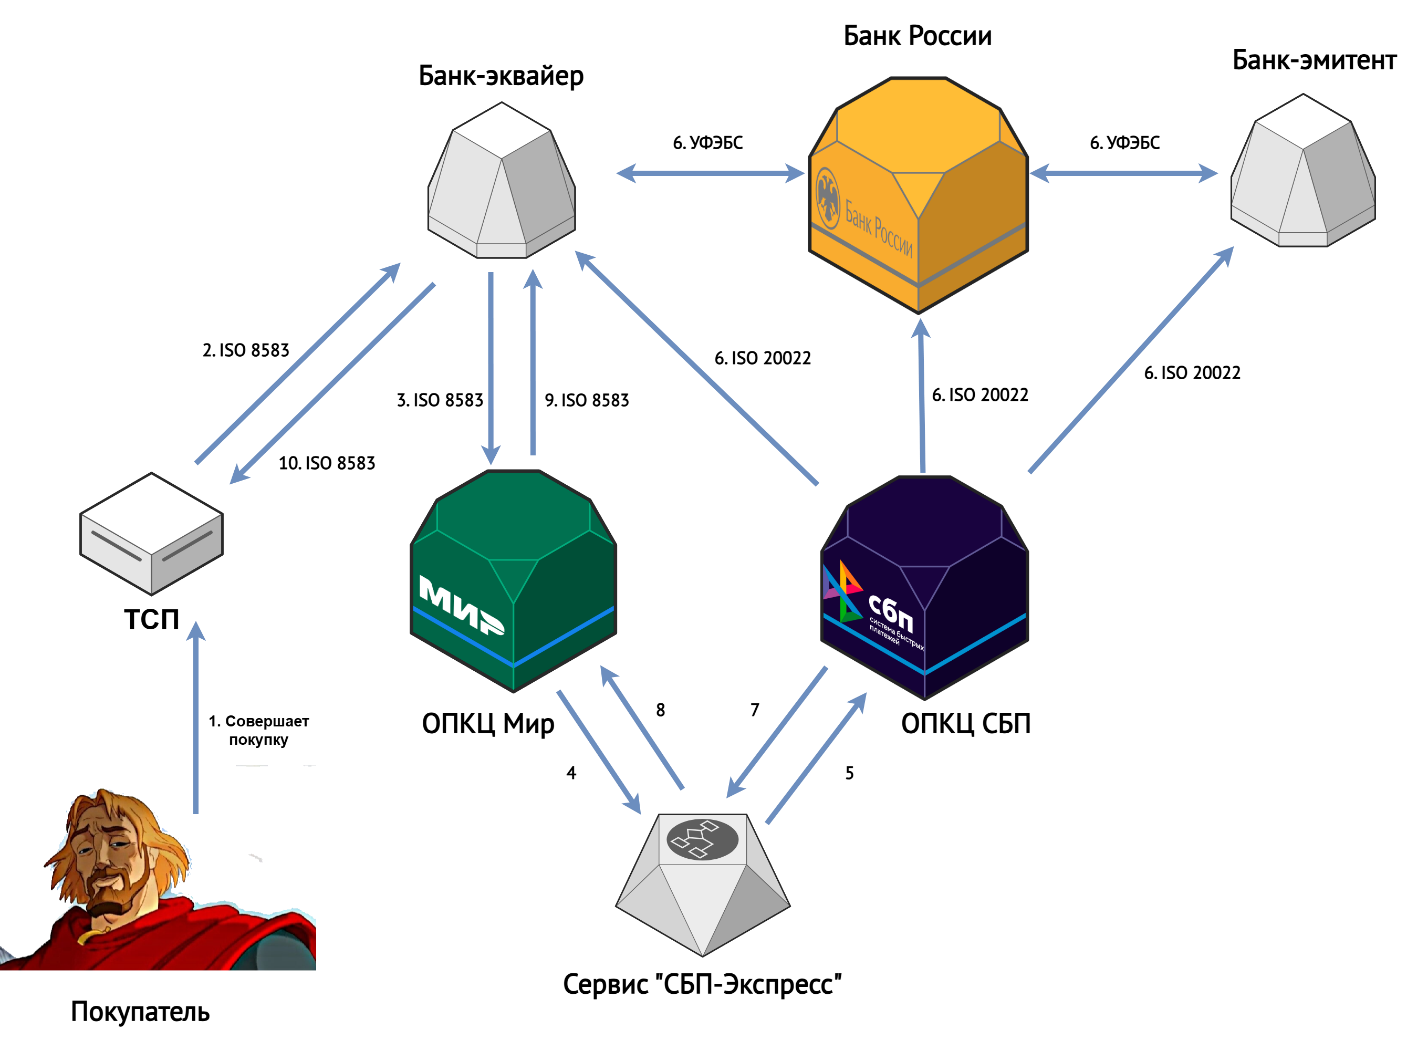 Банк России
Банк-эквайер
Банк-эмитент
6. УФЭБС
6. УФЭБС
Банк России
2. ISO 8583
3. ISO 8583
9. ISO 8583
6. ISO 20022
6. ISO 20022
6. ISO 20022
10. ISO 8583
ТСП
МИР
сбп
система быстрых
платежей
1. Совершает
покупку
ОПКЦ Мир
ОПКЦ СБП
8
7
4
5
Сервис "СБП-Экспресс"
Покупатель